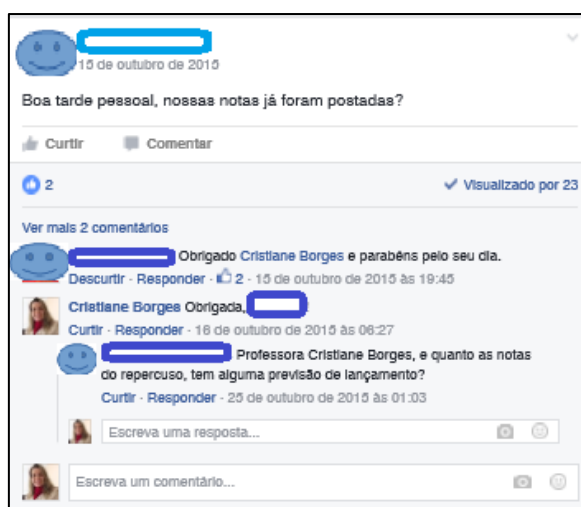 15 de outubro de 2015
Boa tarde pessoal, nossas notas já foram postadas?
Curtir Comentar
2 Visualizado por 23
Ver mais 2 comentários
Obrigado Cristiane Borges e parabéns pelo seu dia.
Descurtir · Responder · 2 · 15 de outubro de 2015 às 19:45
Cristiane Borges Obrigada,
Curtir · Responder · 16 de outubro de 2015 às 06:27
Professora Cristiane Borges, e quanto as notas
do repercuso, tem alguma previsão de lançamento?
Curtir · Responder · 25 de outubro de 2015 às 01:03
Escreva uma resposta...
Escreva um comentário...